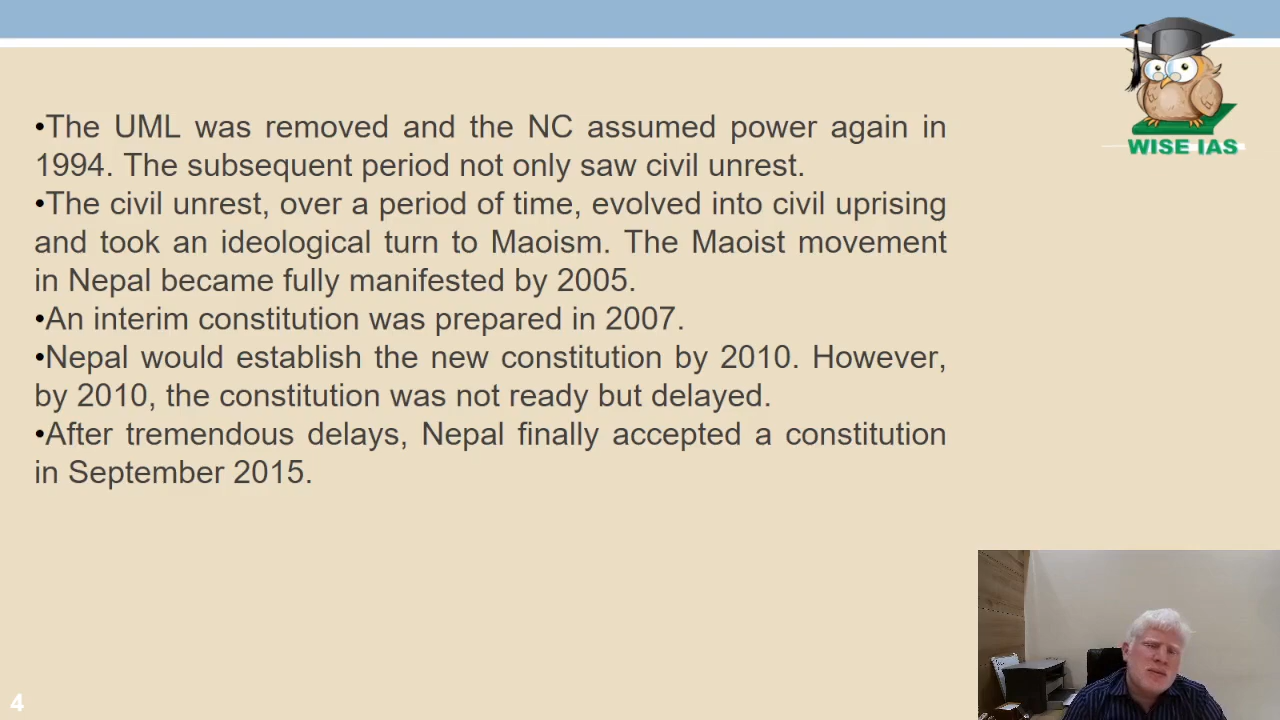 WISE IAS
•The UML was removed and the NC assumed power again in
1994. The subsequent period not only saw civil unrest.
•The civil unrest, over a period of time, evolved into civil uprising
and took an ideological turn to Maoism. The Maoist movement
in Nepal became fully manifested by 2005.
•An interim constitution was prepared in 2007.
•Nepal would establish the new constitution by 2010. However,
by 2010, the constitution was not ready but delayed.
•After tremendous delays, Nepal finally accepted a constitution
in September 2015.
4